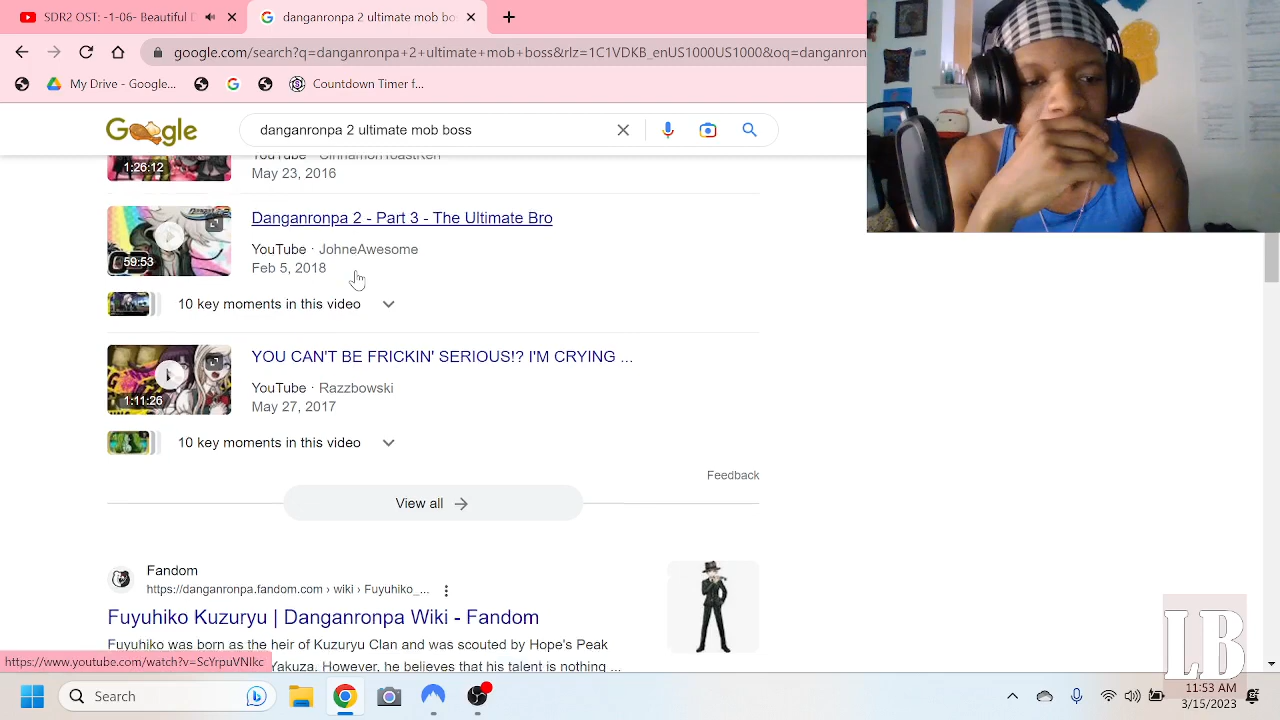 SDR2 OST: -1-06- Beautiful D
danganronpa 2 ultimate mob bos
google.com/search?q=danganronpa+2+ultimate+mob+boss&rlz=1C1VDKB_enUS1000US1000&oq=danganron
My Drive - Google...
Countdown Timer f...
Google
danganronpa 2 ultimate mob boss
1:26:12
YouTube · CinnamonToastKen
May 23, 2016
Danganronpa 2 - Part 3 - The Ultimate Bro
59:53
YouTube · JohneAwesome
Feb 5, 2018
10 key moments in this video
YOU CAN'T BE FRICKIN' SERIOUS!? I'M CRYING ...
1:11:26
YouTube · Razzbowski
May 27, 2017
10 key moments in this video
Feedback
View all
Fandom
https://danganronpa.fandom.com › wiki › Fuyuhiko_...
Fuyuhiko Kuzuryu | Danganronpa Wiki - Fandom
Fuyuhiko was born as the heir of Kuzuryu Clan and was scouted by Hope's Peak
Yakuza. However, he believes that his talent is nothing ...
LB
Search
11:53 AM
3/15/2023